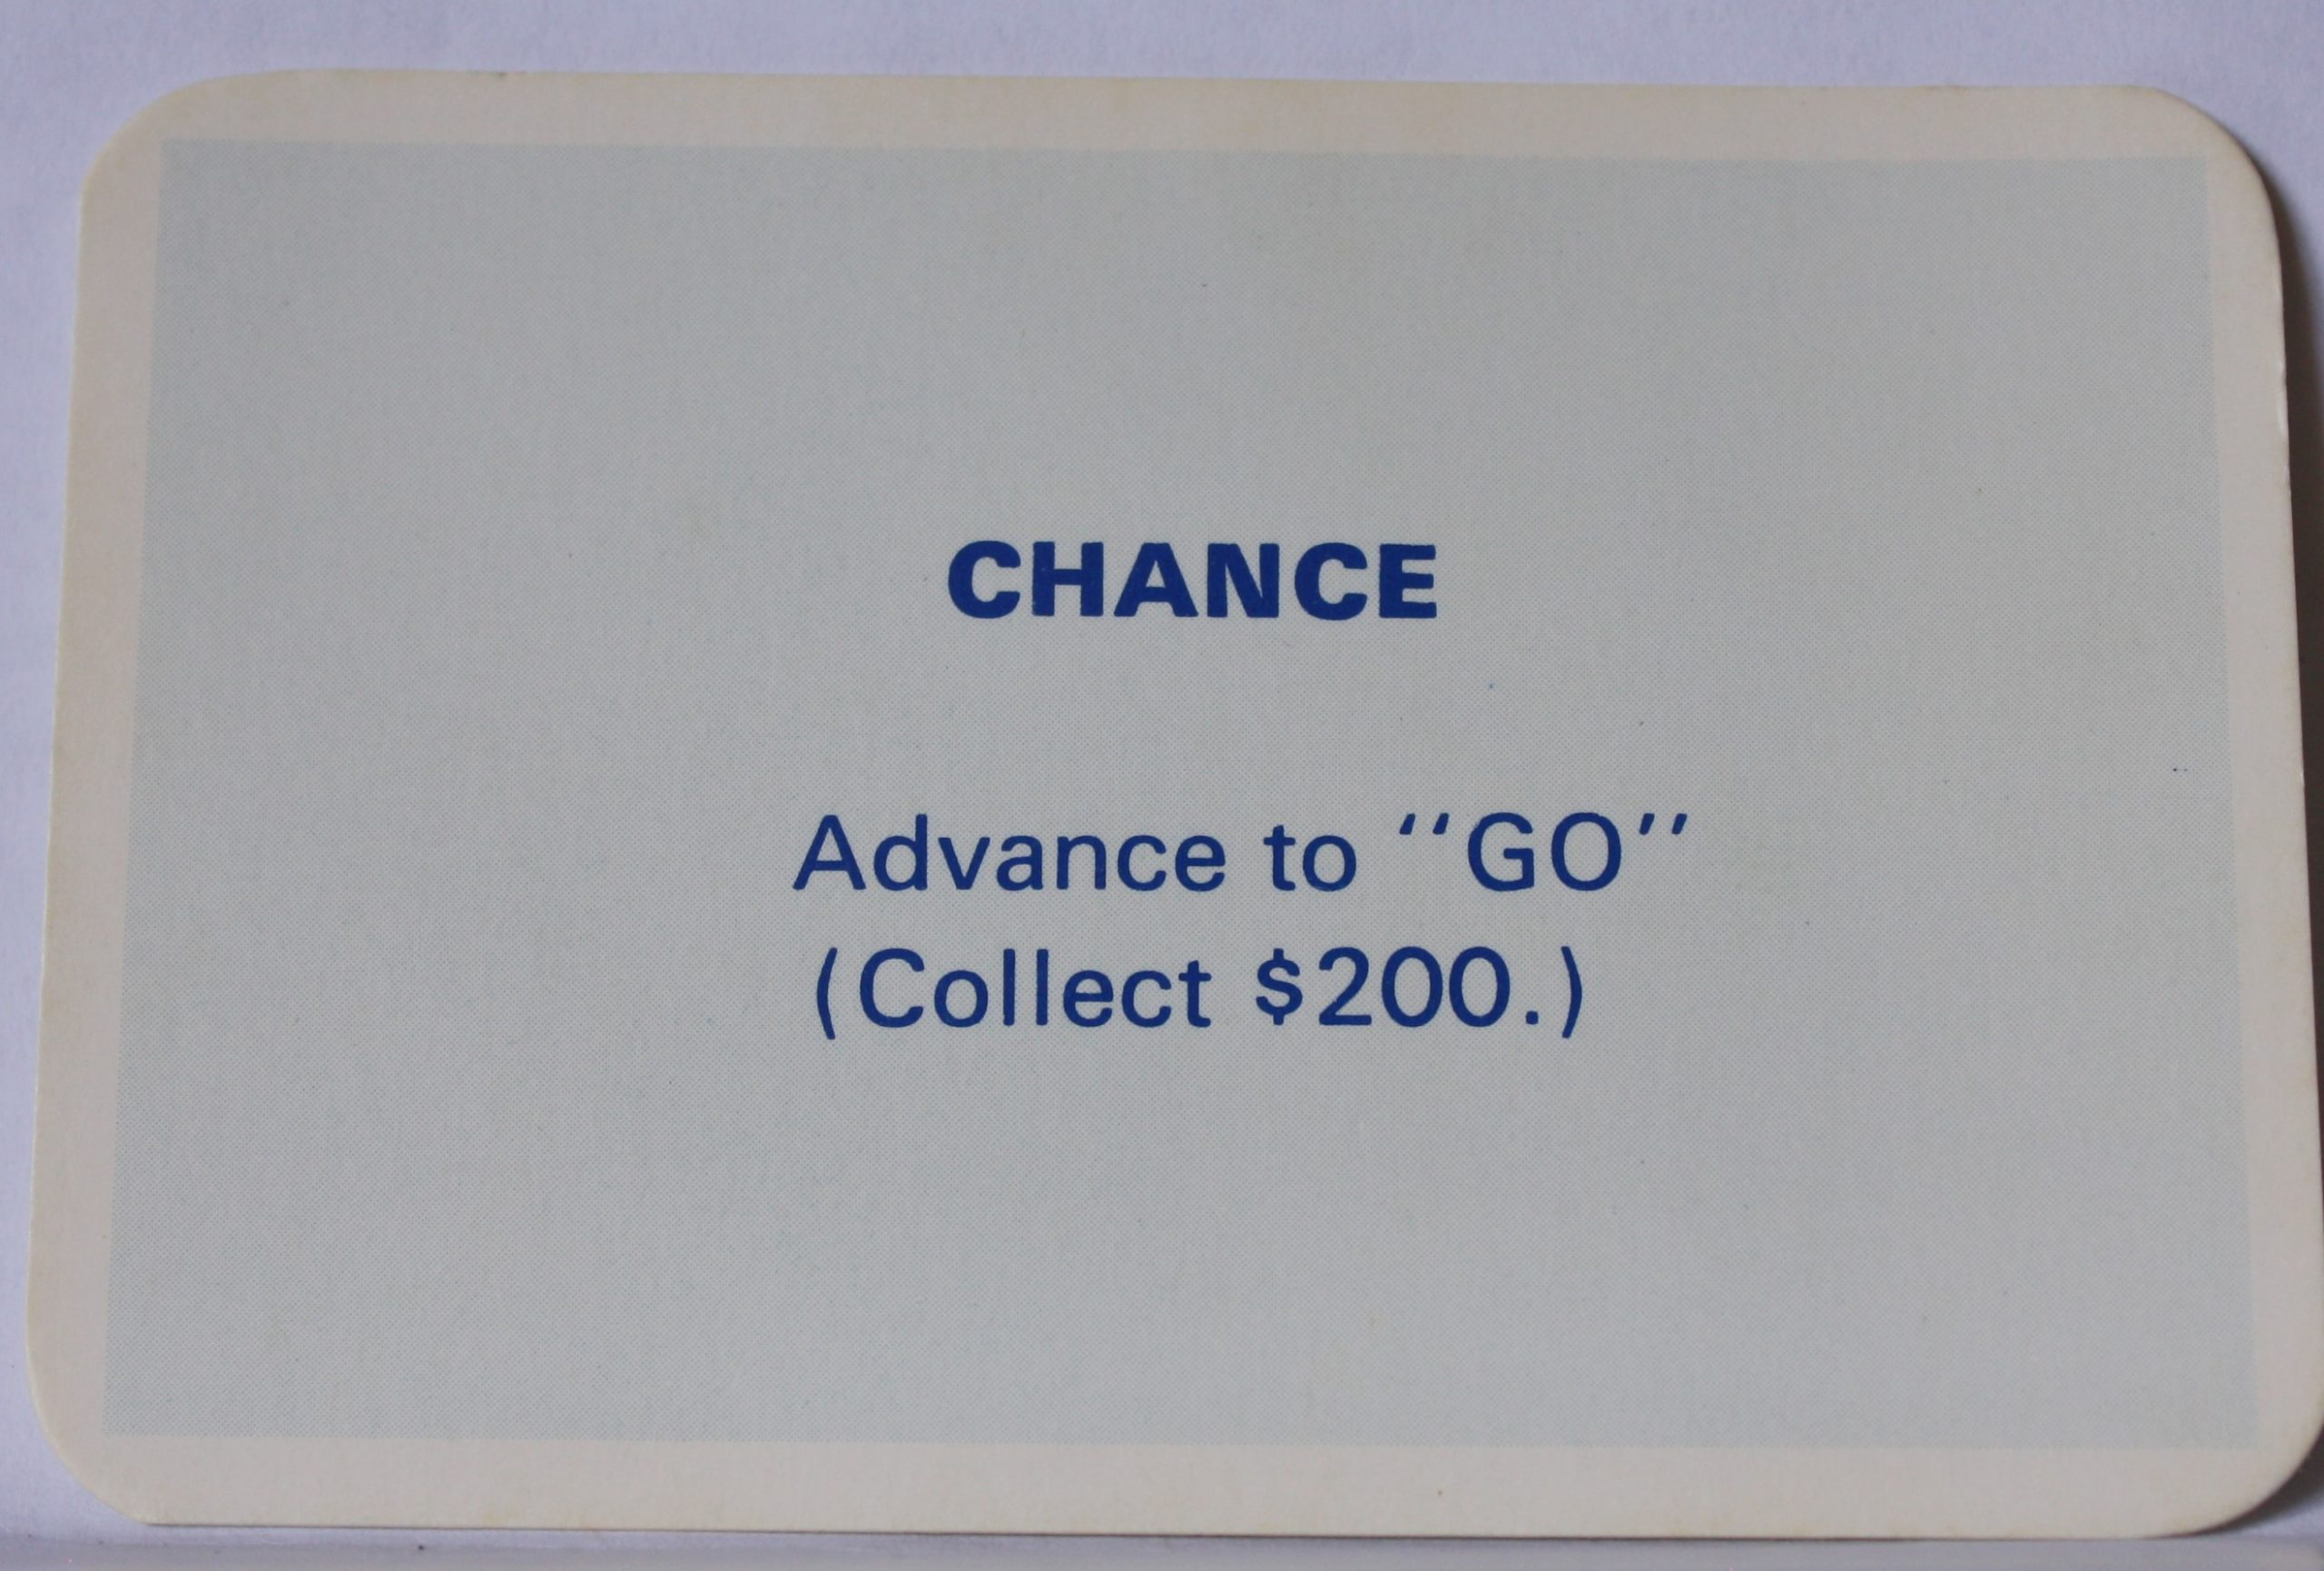 CHANCE
Advance to “GO”
(Collect $200.)